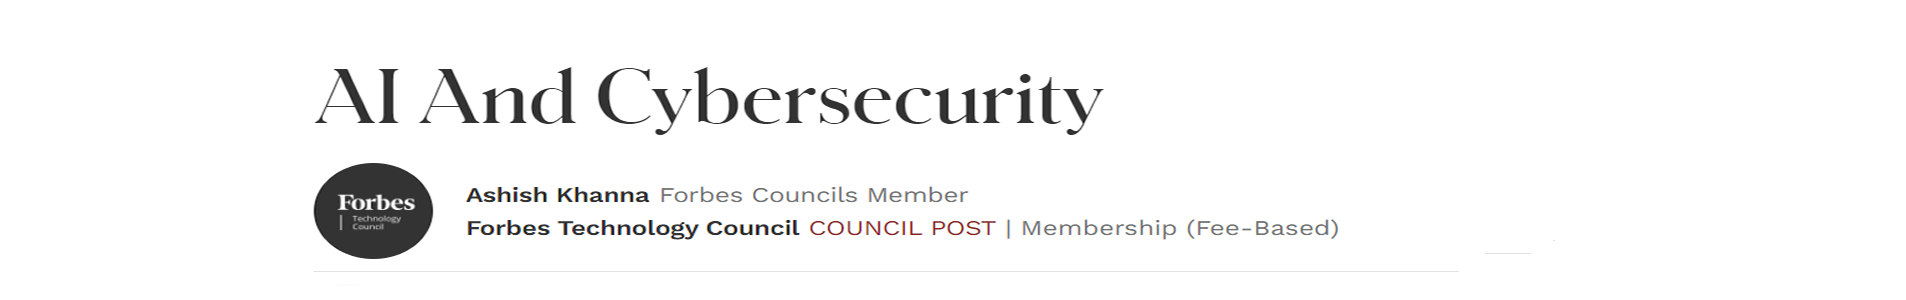 AI And Cybersecurity
Forbes
Technology
Council
Ashish Khanna Forbes Councils Member
Forbes Technology Council COUNCIL POST | Membership (Fee-Based)